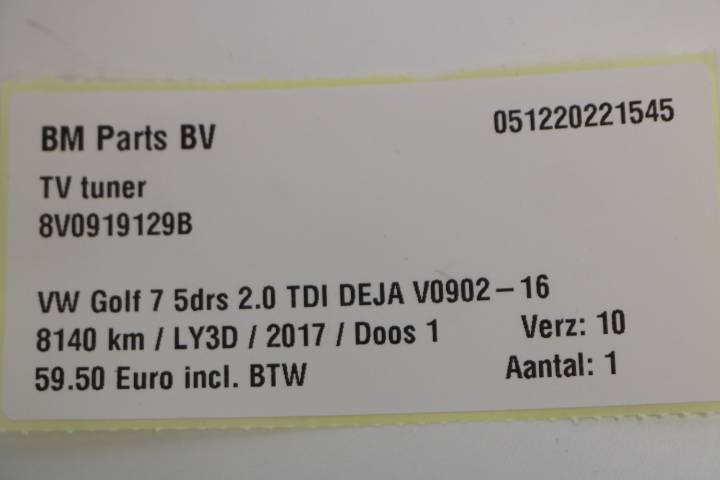 BM Parts BV 051220221545
TV tuner
8V0919129B
VW Golf 7 5drs 2.0 TDI DEJA V0902-16
8140 km / LY3D / 2017 / Doos 1 Verz: 10
59.50 Euro incl. BTW Aantal: 1